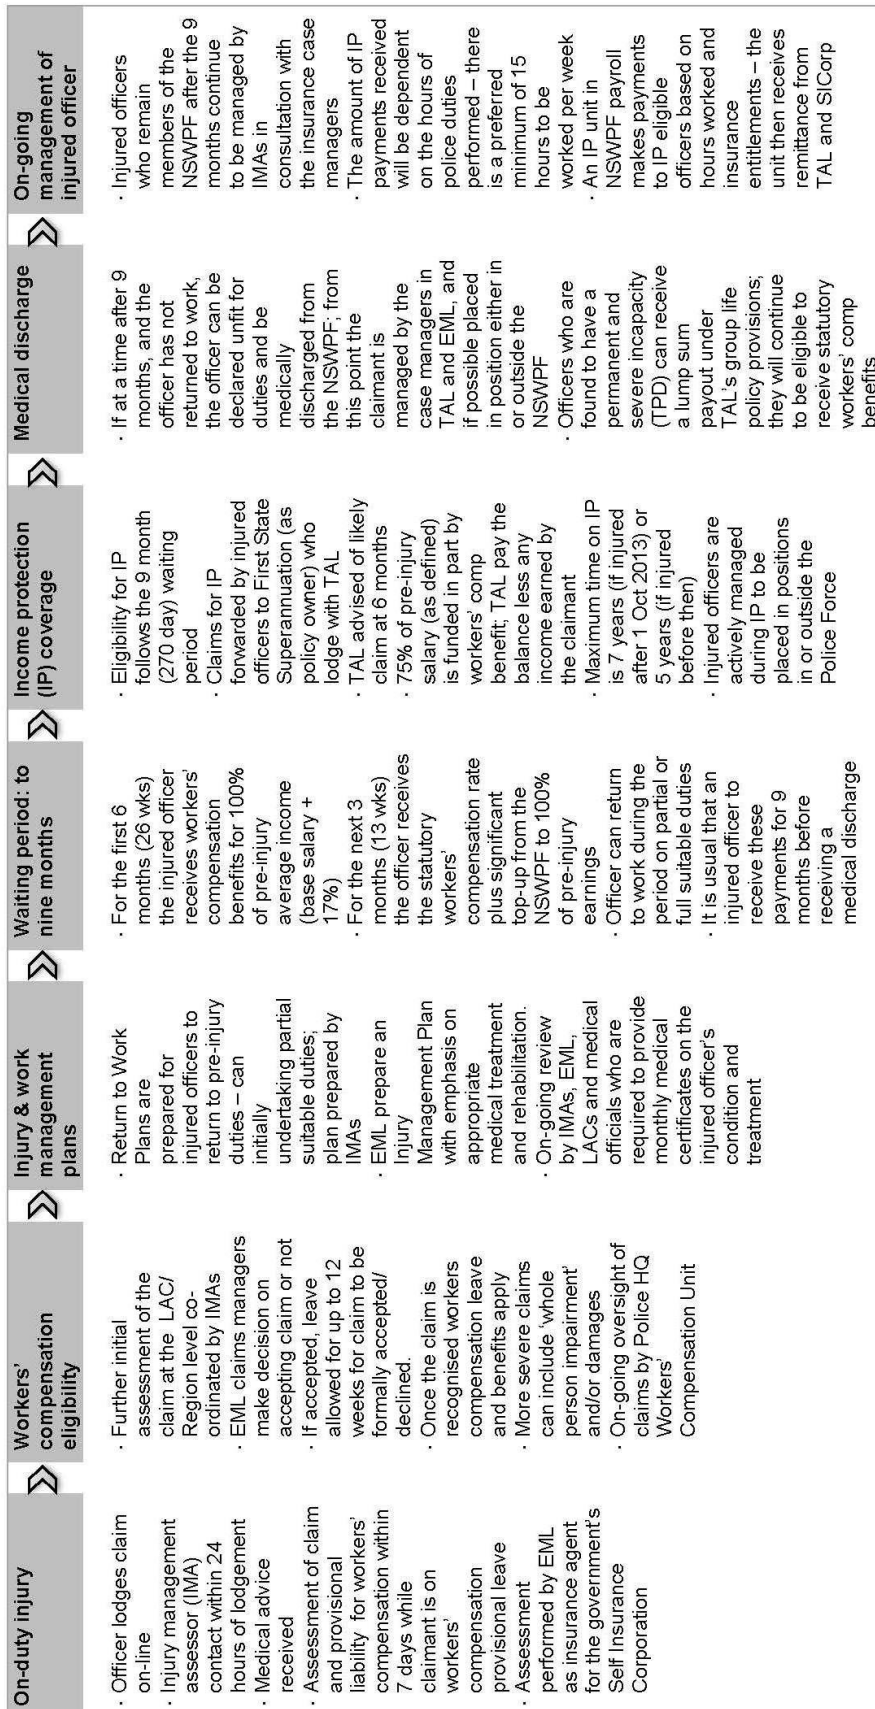 On-duty injury
· Officer lodges claim
on-line
· Injury management
assessor (IMA)
contact within 24
hours of lodgement
· Medical advice
received
· Assessment of claim
and provisional
liability for workers'
compensation within
7 days while
claimant is on
workers'
compensation
provisional leave
· Assessment
performed by EML
as insurance agent
for the government's
Self Insurance
Corporation
Workers'
compensation
eligibility
· Further initial
assessment of the
claim at the LAC/
Region level co-
ordinated by IMAs
· EML claims managers
make decision on
accepting claim or not
· If accepted, leave
allowed for up to 12
weeks for claim to be
formally accepted/
declined.
· Once the claim is
recognised workers
compensation leave
and benefits apply
· More severe claims
can include 'whole
person impairment'
and/or damages
· On-going oversight of
claims by Police HQ
Workers'
Compensation Unit
Injury & work
management
plans
· Return to Work
Plans are
prepared for
injured officers to
return to pre-injury
duties – can
initially
undertaking partial
suitable duties;
plan prepared by
IMAs
· EML prepare an
Injury
Management Plan
with emphasis on
appropriate
medical treatment
and rehabilitation.
· On-going review
by IMAs, EML,
LACs and medical
officials who are
required to provide
monthly medical
certificates on the
injured officer's
condition and
treatment
Waiting period: to
nine months
· For the first 6
months (26 wks)
the injured officer
receives workers'
compensation
benefits for 100%
of pre-injury
average income
(base salary +
17%)
· For the next 3
months (13 wks)
the officer receives
the statutory
workers'
compensation rate
plus significant
top-up from the
NSWPF to 100%
of pre-injury
earnings
· Officer can return
to work during the
period on partial or
full suitable duties
· It is usual that an
injured officer to
receive these
payments for 9
months before
receiving a
medical discharge
Income protection
(IP) coverage
· Eligibility for IP
follows the 9 month
(270 day) waiting
period
· Claims for IP
forwarded by injured
officers to First State
Superannuation (as
policy owner) who
lodge with TAL
· TAL advised of likely
claim at 6 months
· 75% of pre-injury
salary (as defined)
is funded in part by
workers' comp
benefit; TAL pay the
balance less any
income earned by
the claimant
· Maximum time on IP
is 7 years (if injured
after 1 Oct 2013) or
5 years (if injured
before then)
· Injured officers are
actively managed
during IP to be
placed in positions
in or outside the
Police Force
Medical discharge
· If at a time after 9
months, and the
officer has not
returned to work,
the officer can be
declared unfit for
duties and be
medically
discharged from
the NSWPF; from
this point the
claimant is
managed by the
case managers in
TAL and EML, and
if possible placed
in position either in
or outside the
NSWPF
· Officers who are
found to have a
permanent and
severe incapacity
(TPD) can receive
a lump sum
payout under
TAL's group life
policy provisions;
they will continue
to be eligible to
receive statutory
workers' comp
benefits
On-going
management of
injured officer
· Injured officers
who remain
members of the
NSWPF after the 9
months continue
to be managed by
IMAs in
consultation with
the insurance case
managers
· The amount of IP
payments received
will be dependent
on the hours of
police duties
performed – there
is a preferred
minimum of 15
hours to be
worked per week
· An IP unit in
NSWPF payroll
makes payments
to IP eligible
officers based on
hours worked and
insurance
entitlements – the
unit then receives
remittance from
TAL and SICorp